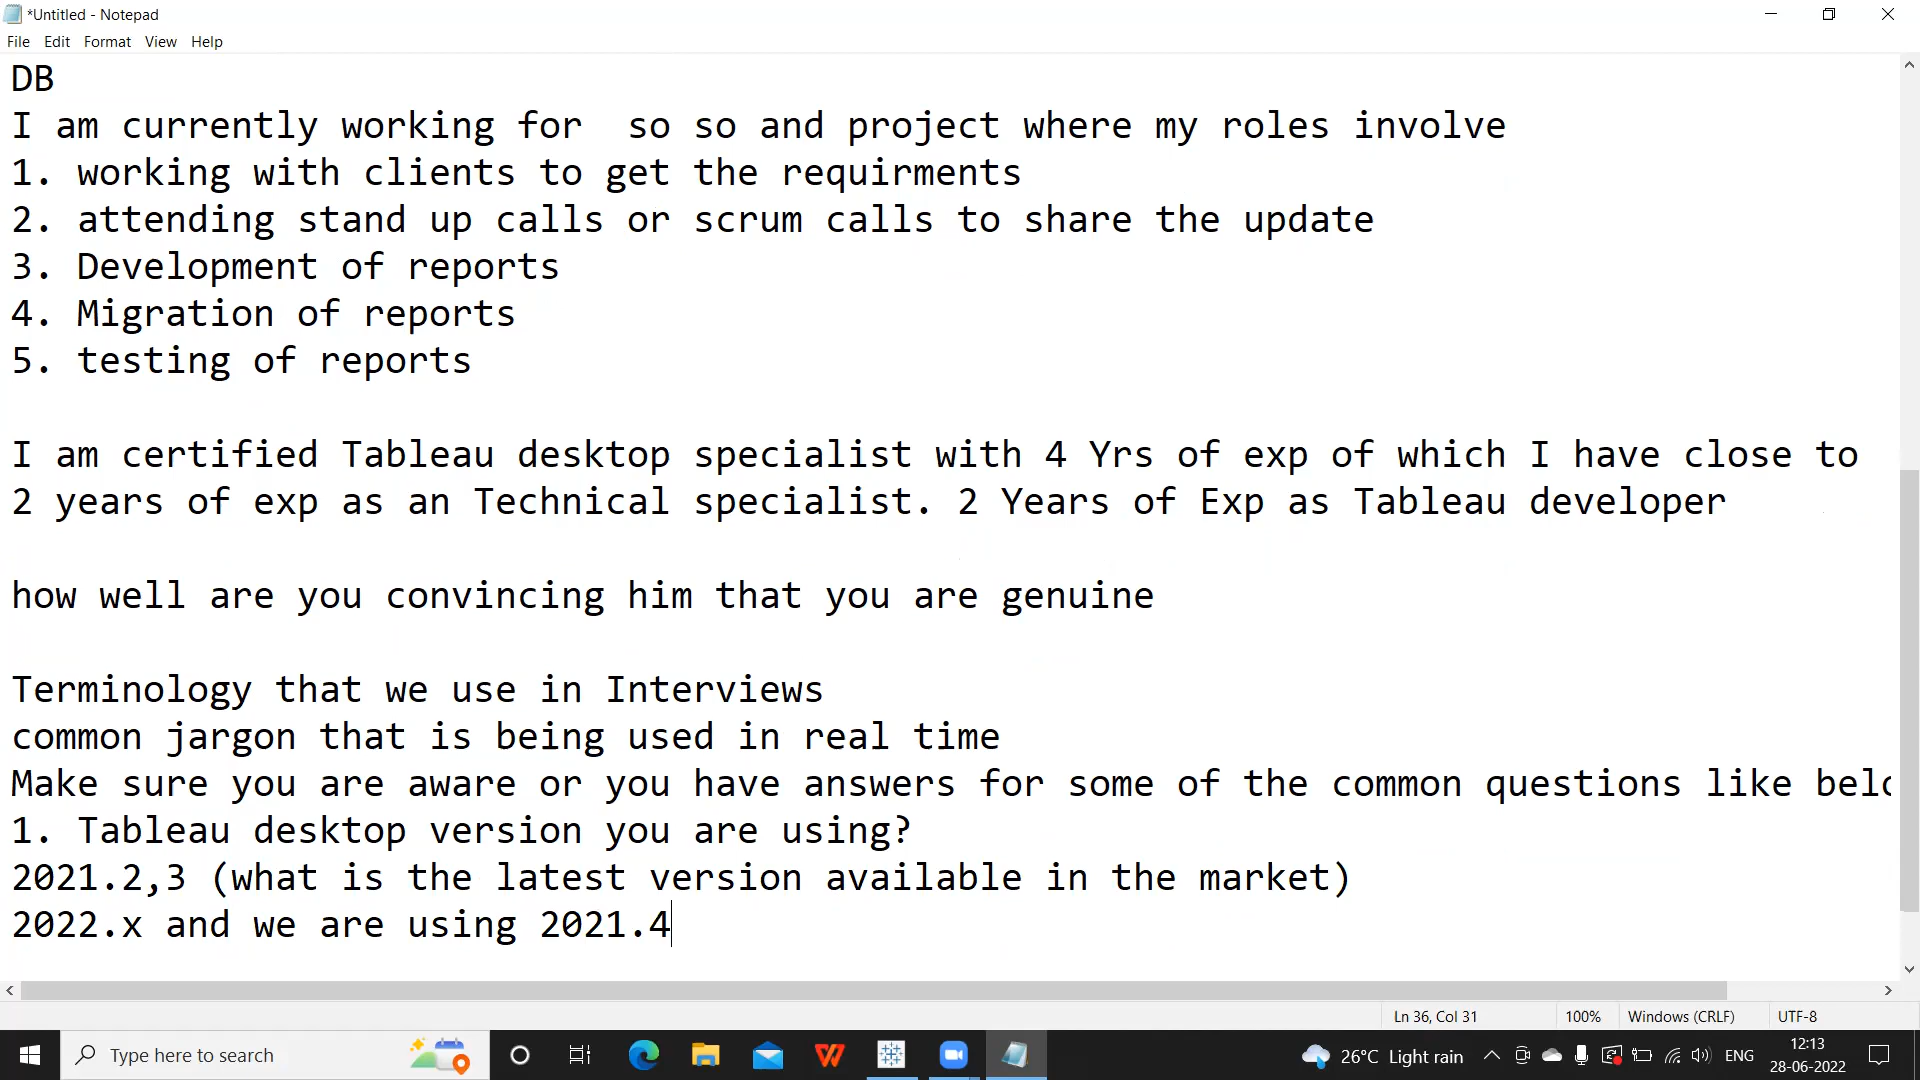 *Untitled - Notepad
File Edit Format View Help
DB
I am currently working for  so so and project where my roles involve
1. working with clients to get the requirments
2. attending stand up calls or scrum calls to share the update
3. Development of reports
4. Migration of reports
5. testing of reports
I am certified Tableau desktop specialist with 4 Yrs of exp of which I have close to
2 years of exp as an Technical specialist. 2 Years of Exp as Tableau developer
how well are you convincing him that you are genuine
Terminology that we use in Interviews
common jargon that is being used in real time
Make sure you are aware or you have answers for some of the common questions like
1. Tableau desktop version you are using?
2021.2,3 (what is the latest version available in the market)
2022.x and we are using 2021.4
Ln 36, Col 31 100% Windows (CRLF) UTF-8
Type here to search 26°C Light rain ENG 12:13
28-06-2022